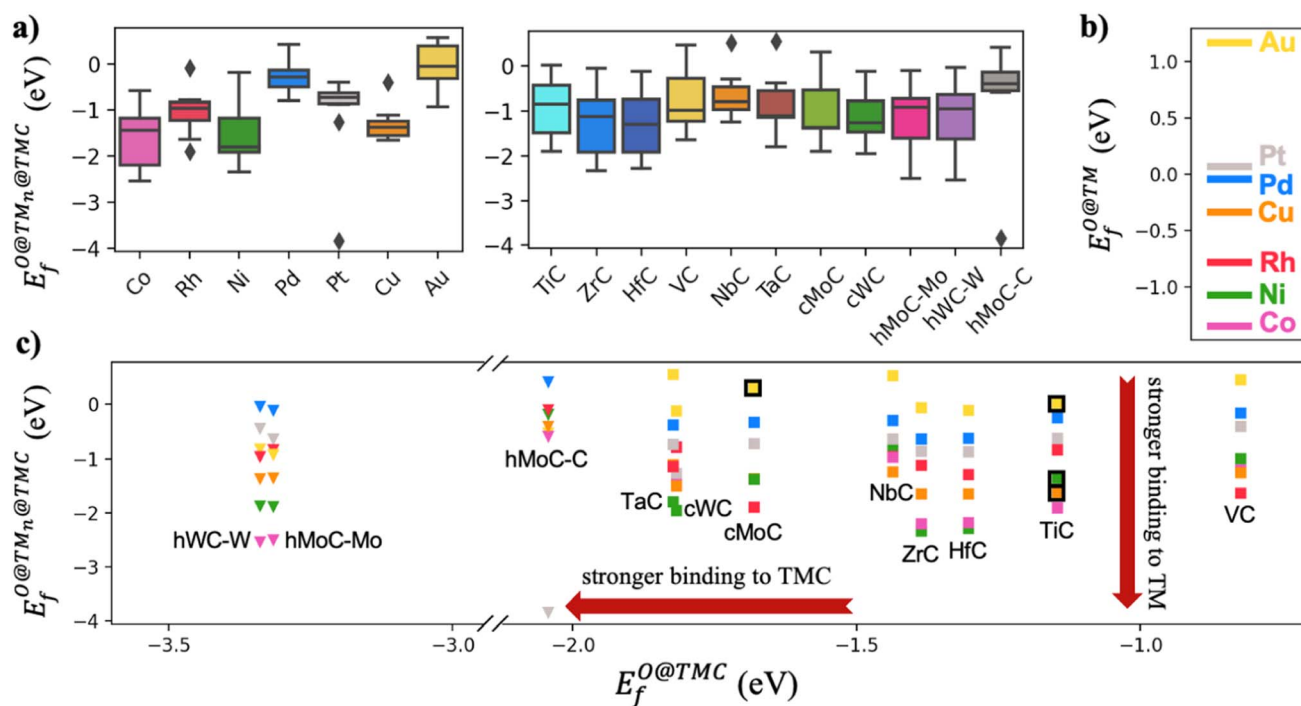 a)
E_f^{O@TM_n@TMC} (eV)
0
−1
−2
−3
−4
Co
Rh
Ni
Pd
Pt
Cu
Au
0
−1
−2
−3
−4
TiC
ZrC
HfC
VC
NbC
TaC
cMoC
cWC
hMoC-Mo
hWC-W
hMoC-C
b)
E_f^{O@TM} (eV)
1.0
0.5
0.0
−0.5
−1.0
Au
Pt
Pd
Cu
Rh
Ni
Co
c)
E_f^{O@TM_n@TMC} (eV)
0
−1
−2
−3
−4
hWC-W
hMoC-Mo
hMoC-C
TaC
cWC
cMoC
NbC
ZrC
HfC
TiC
VC
stronger binding to TMC
stronger binding to TM
−3.5
−3.0
−2.0
−1.5
−1.0
E_f^{O@TMC} (eV)